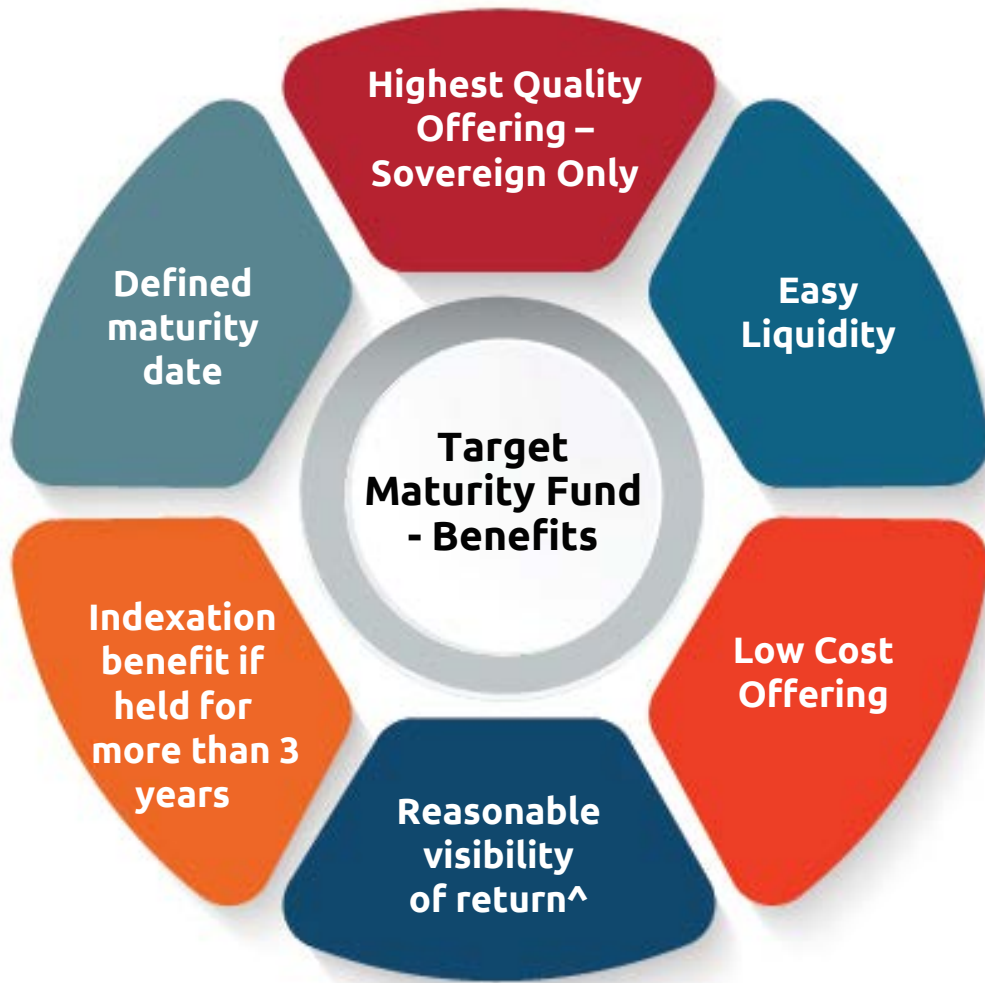 Highest Quality
Offering –
Sovereign Only
Easy
Liquidity
Low Cost
Offering
Reasonable
visibility
of return^
Indexation
benefit if
held for
more than 3
years
Defined
maturity
date
Target
Maturity Fund
- Benefits